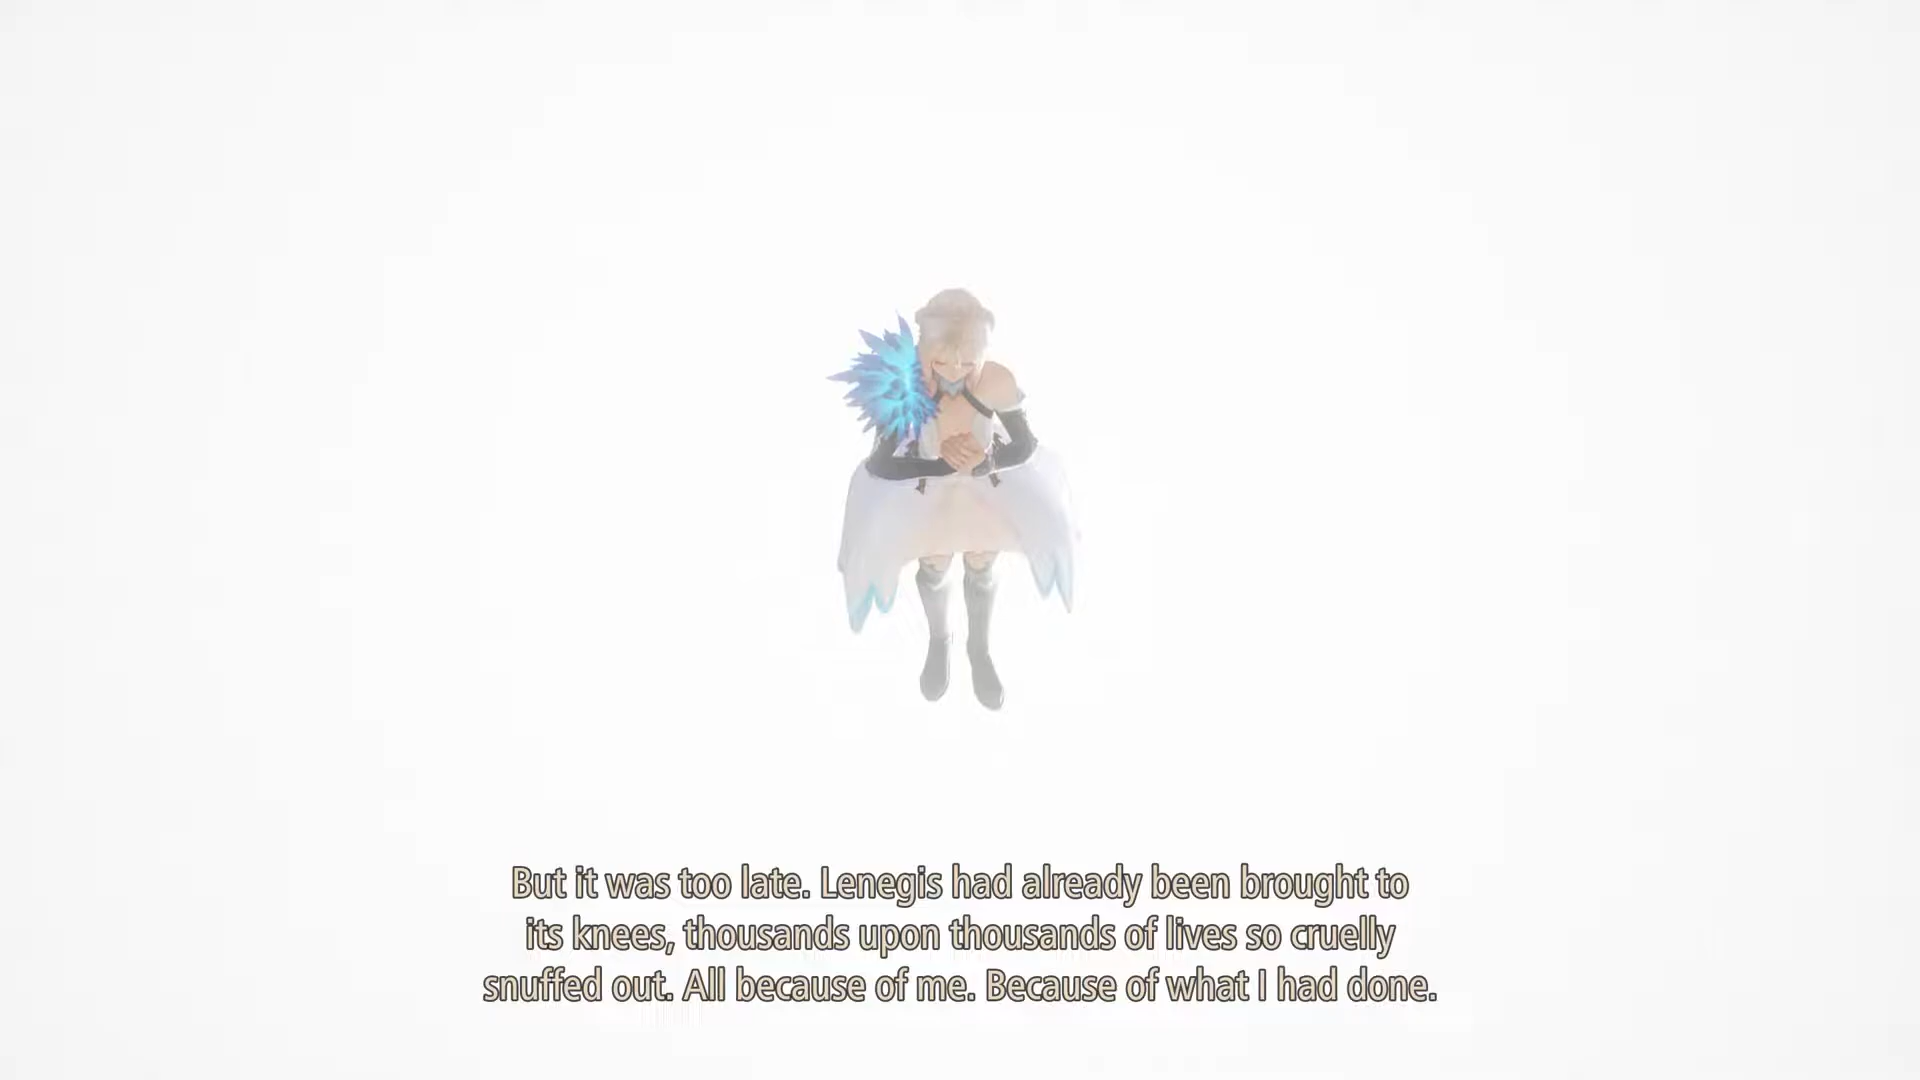 But it was too late. Lenegis had already been brought to
its knees, thousands upon thousands of lives so cruelly
snuffed out. All because of me. Because of what I had done.